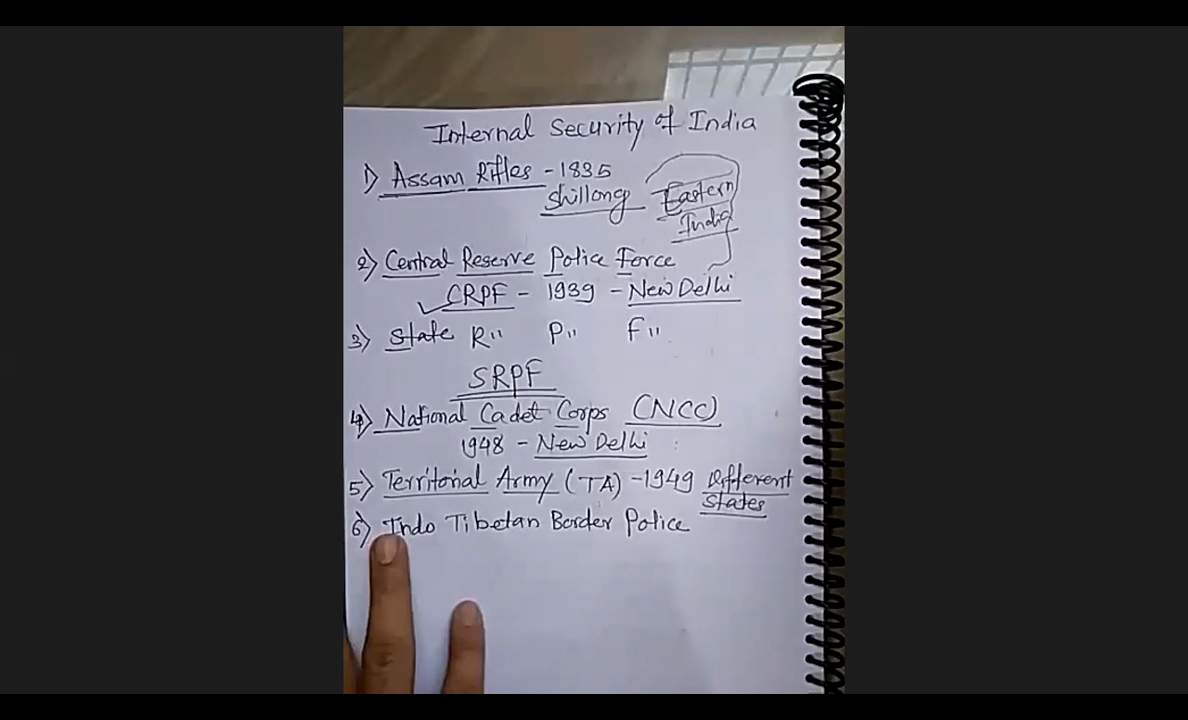 Internal Security of India
1) Assam Rifles - 1835
Shillong Eastern
India
2) Central Reserve Police Force
CRPF - 1939 - New Delhi
3) State R" P" F"
SRPF
4) National Cadet Corps (NCC)
1948 - New Delhi
5) Territorial Army (TA) - 1949 Different
States
6) Indo Tibetan Border Police